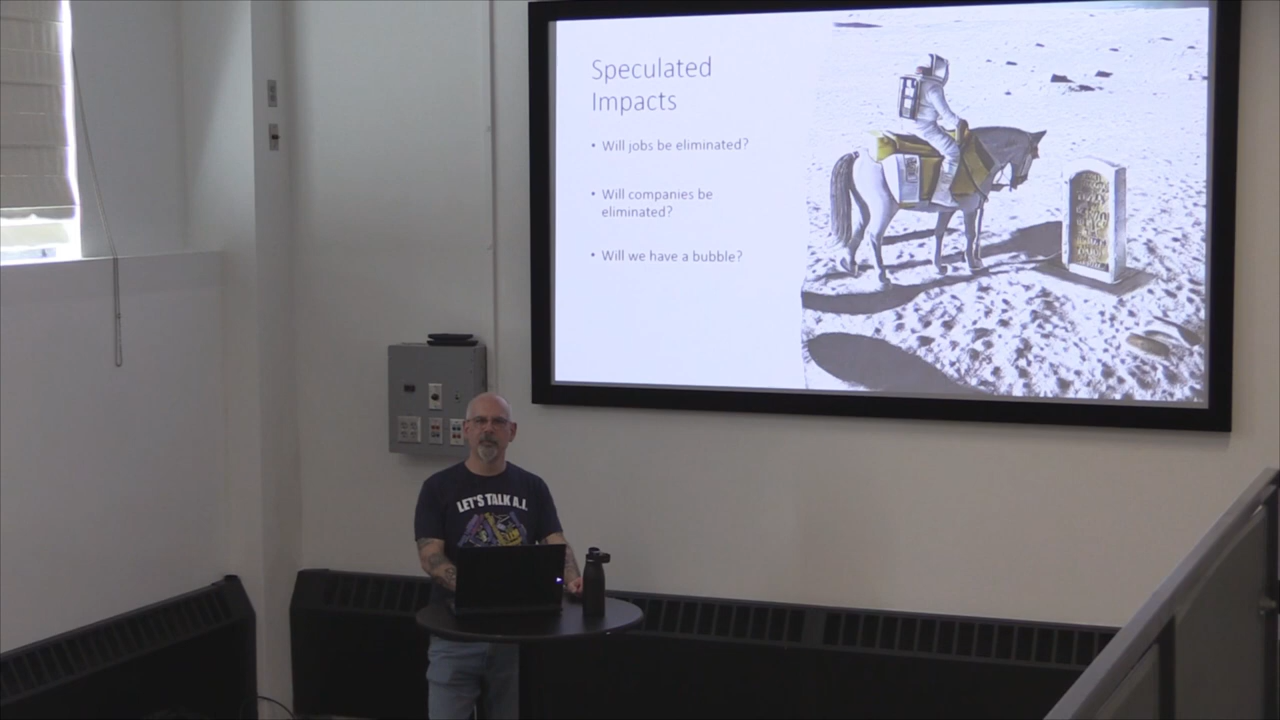 Speculated
Impacts
• Will jobs be eliminated?
• Will companies be
eliminated?
• Will we have a bubble?
LET'S TALK A.I.